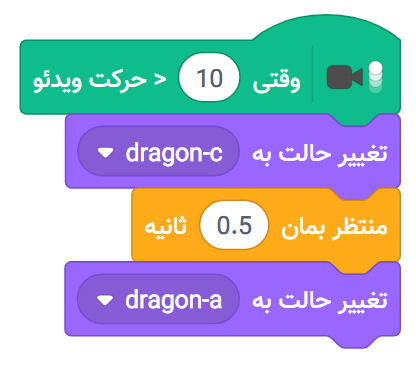 وقتی 10 < حرکت ویدئو
تغییر حالت به dragon-c
منتظر بمان 0.5 ثانیه
تغییر حالت به dragon-a